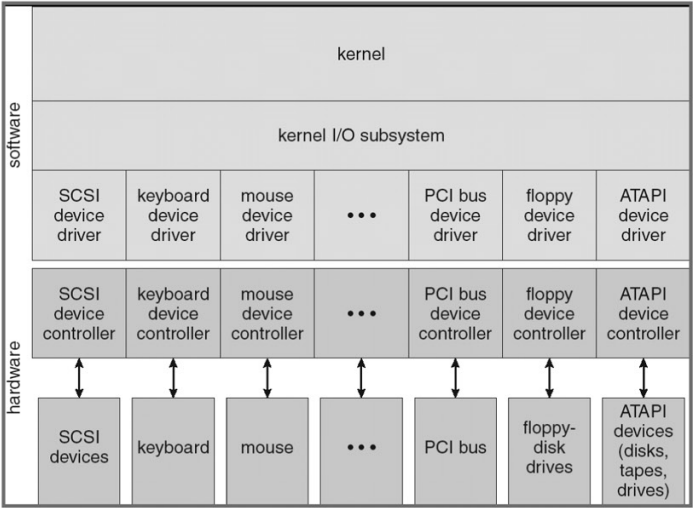 software
kernel
kernel I/O subsystem
SCSI
device
driver
keyboard
device
driver
mouse
device
driver
•••
PCI bus
device
driver
floppy
device
driver
ATAPI
device
driver
hardware
SCSI
device
controller
keyboard
device
controller
mouse
device
controller
•••
PCI bus
device
controller
floppy
device
controller
ATAPI
device
controller
SCSI
devices
keyboard
mouse
•••
PCI bus
floppy-
disk
drives
ATAPI
devices
(disks,
tapes,
drives)